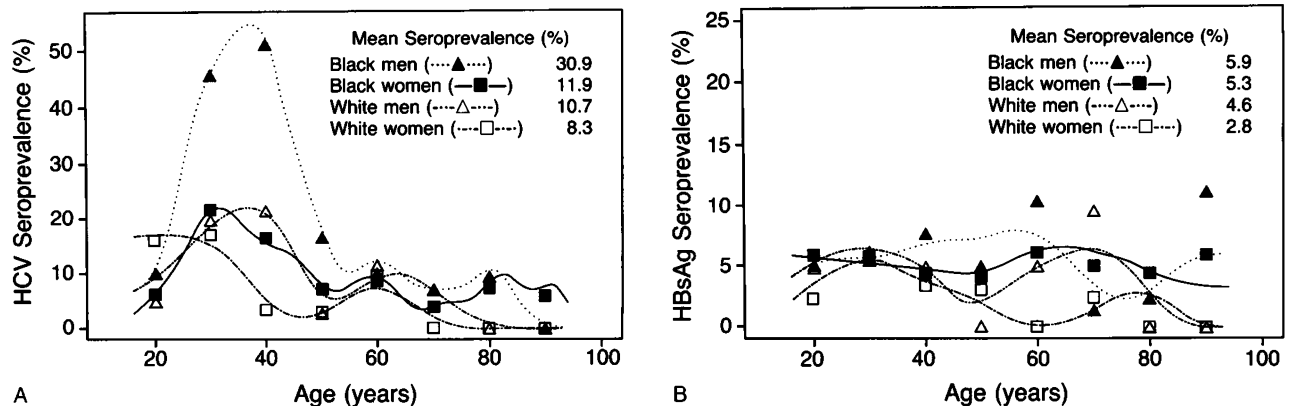 HCV Seroprevalence (%)
50
40
30
20
10
0
Mean Seroprevalence (%)
Black men 30.9
Black women 11.9
White men 10.7
White women 8.3
20 40 60 80 100
Age (years)
A
HBsAg Seroprevalence (%)
25
20
15
10
5
0
Mean Seroprevalence (%)
Black men 5.9
Black women 5.3
White men 4.6
White women 2.8
20 40 60 80 100
Age (years)
B